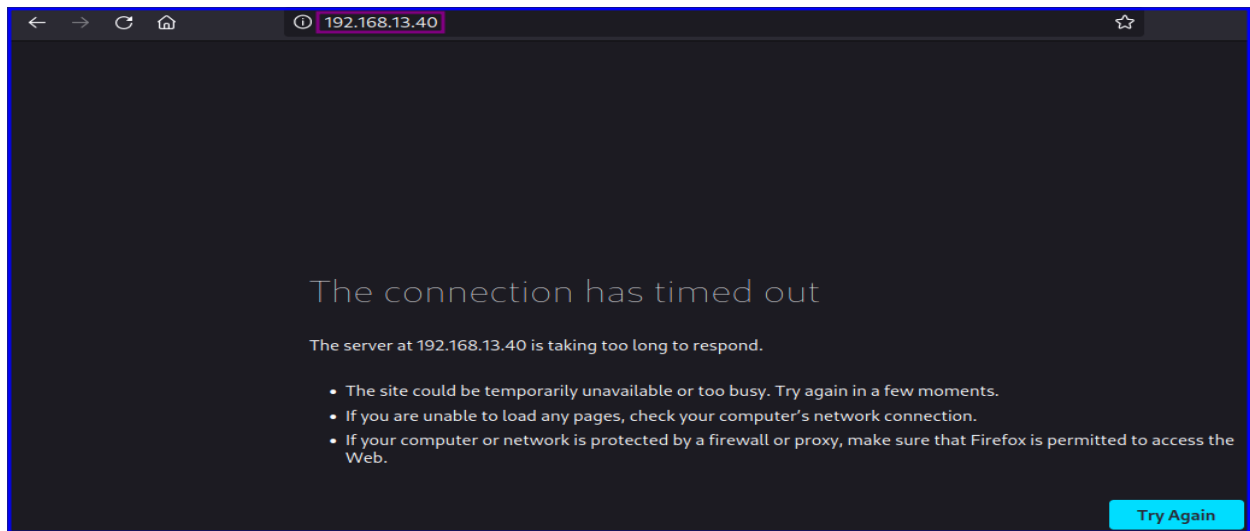 192.168.13.40
The connection has timed out
The server at 192.168.13.40 is taking too long to respond.
• The site could be temporarily unavailable or too busy. Try again in a few moments.
• If you are unable to load any pages, check your computer’s network connection.
• If your computer or network is protected by a firewall or proxy, make sure that Firefox is permitted to access the
Web.
Try Again